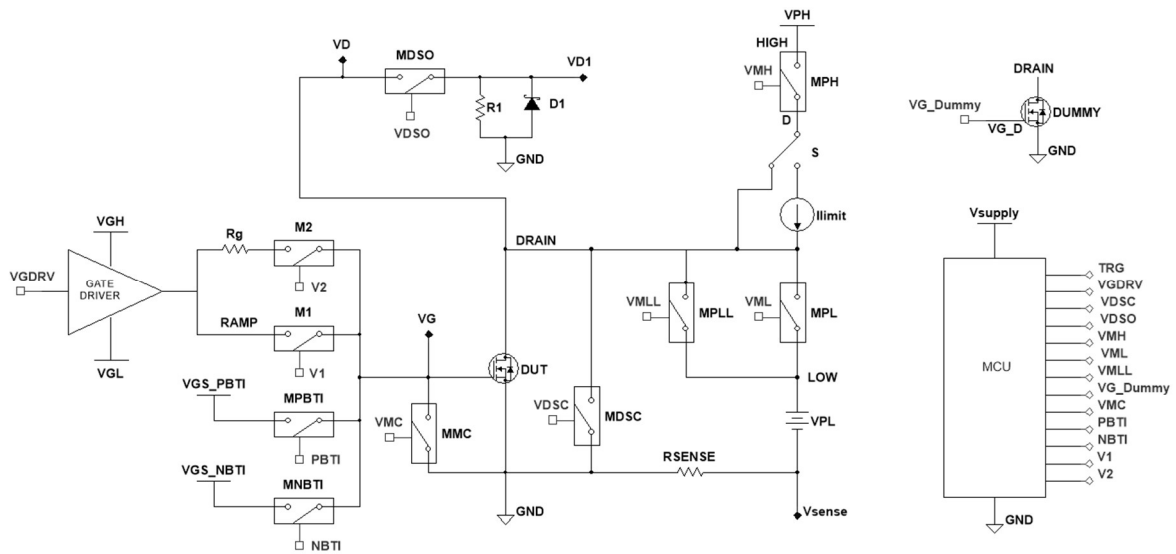 VPH
HIGH
VMH
MPH
D
S
Ilimit
VD
MDSO
VD1
R1
D1
VDSO
GND
DRAIN
VG_Dummy
VG_D
DUMMY
GND
VGH
Rg
M2
VGDRV
GATE
DRIVER
V2
RAMP
M1
V1
VGL
VGS_PBTI
MPBTI
PBTI
VGS_NBTI
MNBTI
NBTI
VG
DUT
VMC
MMC
GND
DRAIN
VDSC
MDSC
VMLL
MPLL
VML
MPL
LOW
VPL
RSENSE
Vsense
Vsupply
MCU
TRG
VGDRV
VDSC
VDSO
VMH
VML
VMLL
VG_Dummy
VMC
PBTI
NBTI
V1
V2
GND